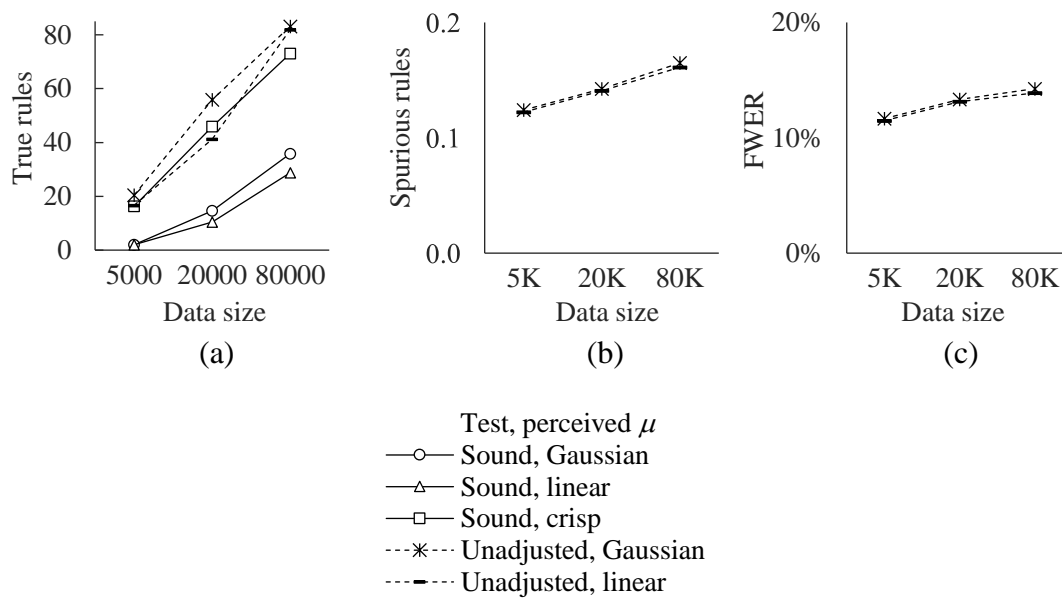 True rules
80
60
40
20
0
5000 20000 80000
Data size
(a)
Spurious rules
0.2
0.1
0.0
5K 20K 80K
Data size
(b)
FWER
20%
10%
0%
5K 20K 80K
Data size
(c)
Test, perceived μ
Sound, Gaussian
Sound, linear
Sound, crisp
Unadjusted, Gaussian
Unadjusted, linear